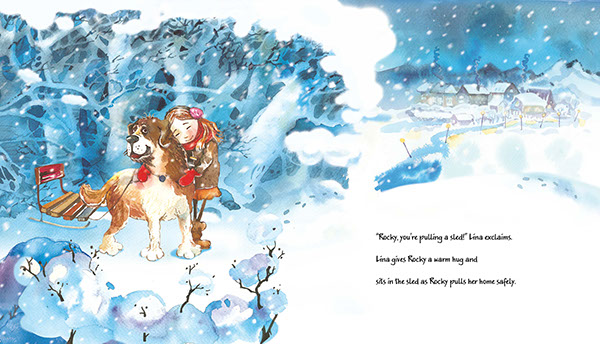 "Rocky, you're pulling a sled!" Lina exclaims.
Lina gives Rocky a warm hug and
sits in the sled as Rocky pulls her home safely.